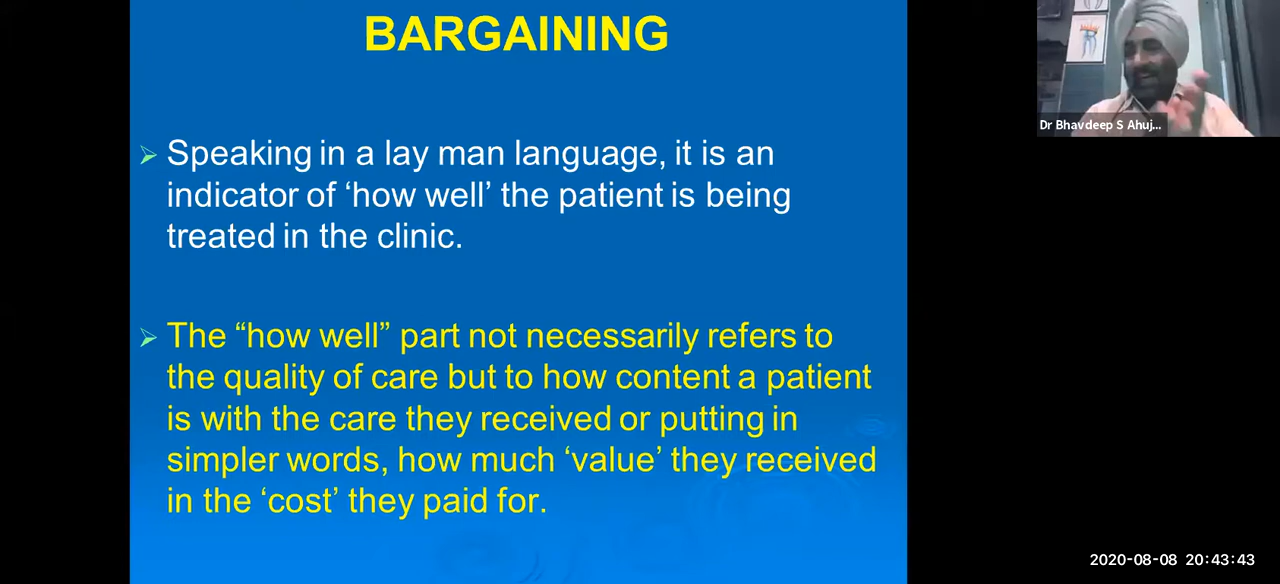 BARGAINING
Speaking in a lay man language, it is an
indicator of ‘how well’ the patient is being
treated in the clinic.
The “how well” part not necessarily refers to
the quality of care but to how content a patient
is with the care they received or putting in
simpler words, how much ‘value’ they received
in the ‘cost’ they paid for.
Dr Bhavdeep S Ahuj...
2020-08-08 20:43:43